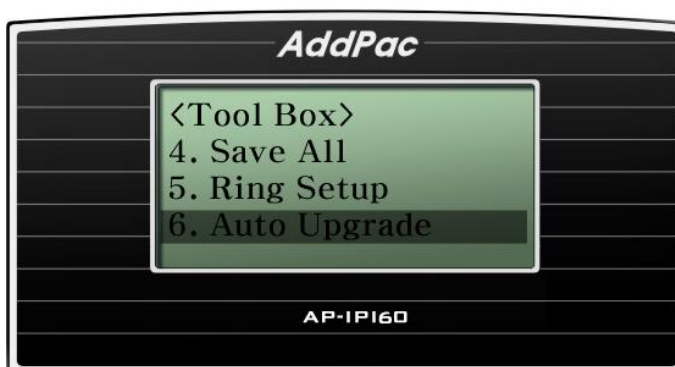 AddPac
<Tool Box>
4. Save All
5. Ring Setup
6. Auto Upgrade
AP-IP160